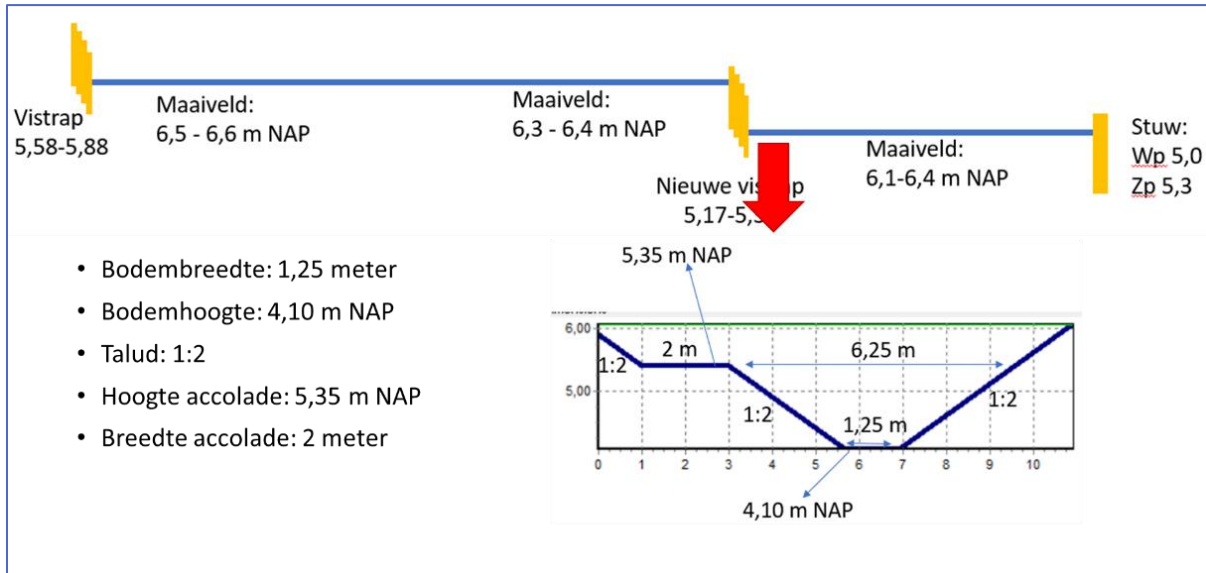 Vistrap
5,58-5,88
Maaiveld:
6,5 - 6,6 m NAP
Maaiveld:
6,3 - 6,4 m NAP
Nieuwe
5,17-5,
Maaiveld:
6,1-6,4 m NAP
Stuw:
Wp 5,0
Zp 5,3
• Bodembreedte: 1,25 meter
• Bodemhoogte: 4,10 m NAP
• Talud: 1:2
• Hoogte accolade: 5,35 m NAP
• Breedte accolade: 2 meter
5,35 m NAP
6,00
5,00
1:2
2 m
6,25 m
1:2
1,25 m
1:2
0 1 2 3 4 5 6 7 8 9 10
4,10 m NAP